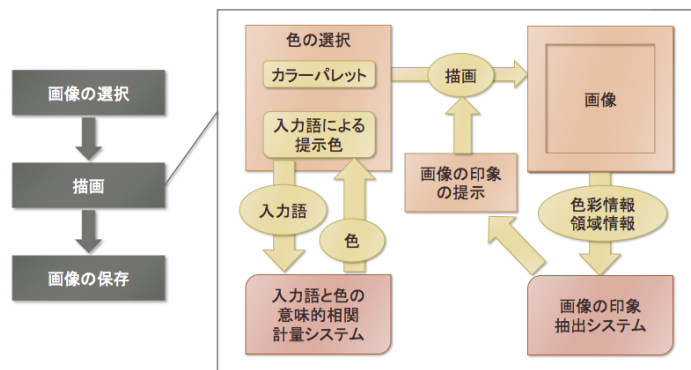 画像の選択
描画
画像の保存
色の選択
カラーパレット
入力語による
提示色
入力語
色
入力語と色の
意味的相関
計量システム
描画
画像の印象
の提示
画像
色彩情報
領域情報
画像の印象
抽出システム